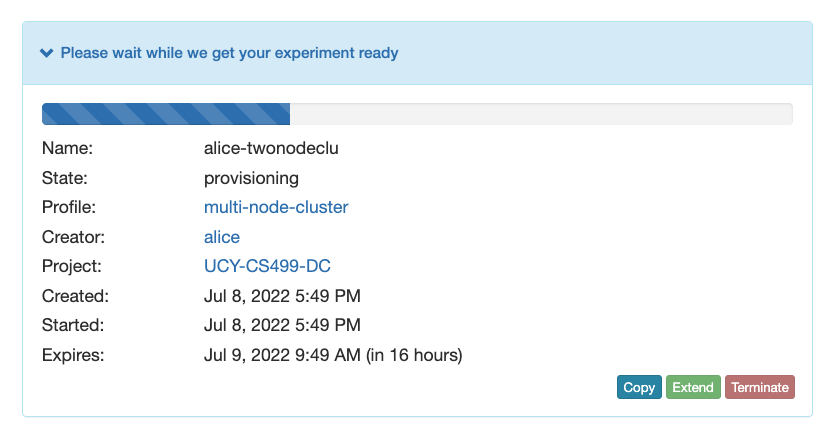 Please wait while we get your experiment ready
Name: alice-twonodeclu
State: provisioning
Profile: multi-node-cluster
Creator: alice
Project: UCY-CS499-DC
Created: Jul 8, 2022 5:49 PM
Started: Jul 8, 2022 5:49 PM
Expires: Jul 9, 2022 9:49 AM (in 16 hours)
Copy Extend Terminate